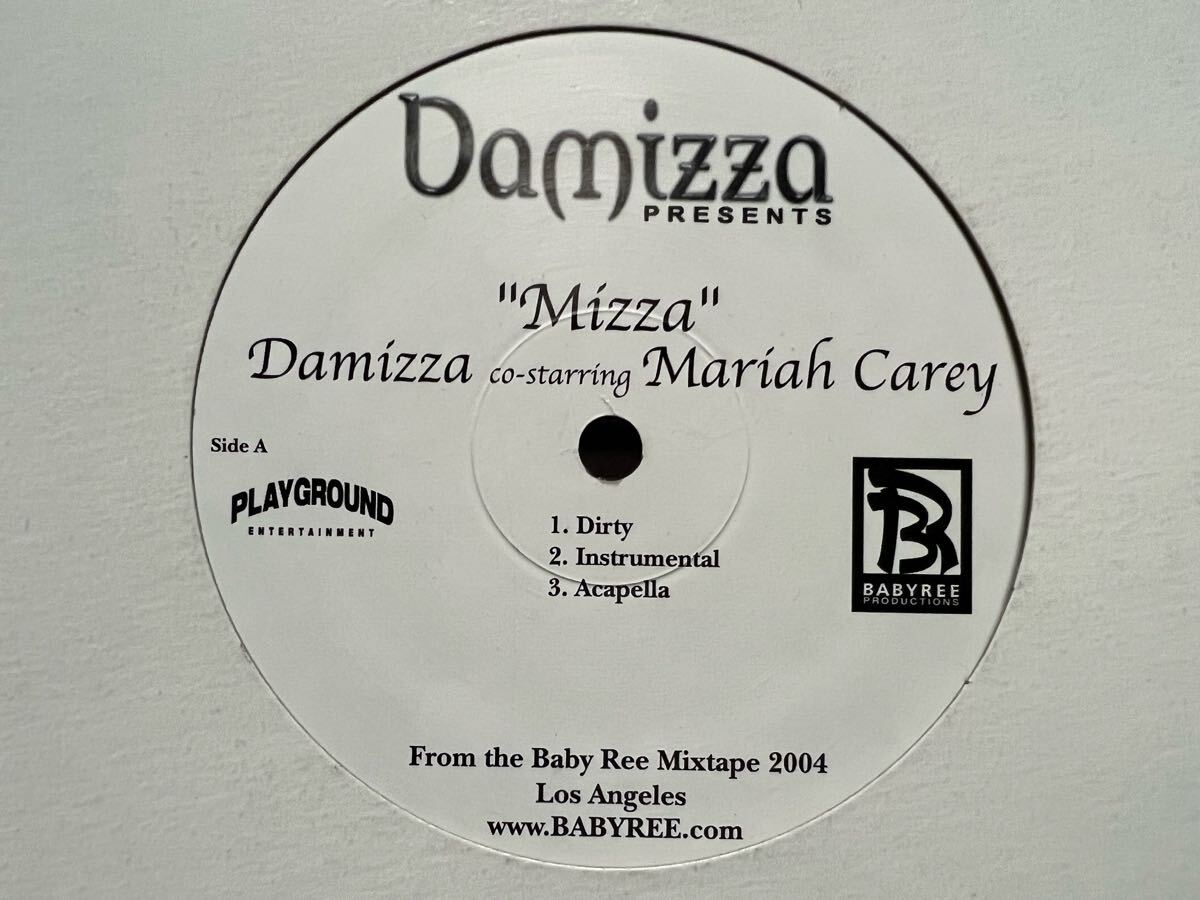 Damizza
PRESENTS
"Mizza"
Damizza co-starring Mariah Carey
Side A
PLAYGROUND
ENTERTAINMENT
1. Dirty
2. Instrumental
3. Acapella
BR
BABYREE
PRODUCTIONS
From the Baby Ree Mixtape 2004
Los Angeles
www.BABYREE.com